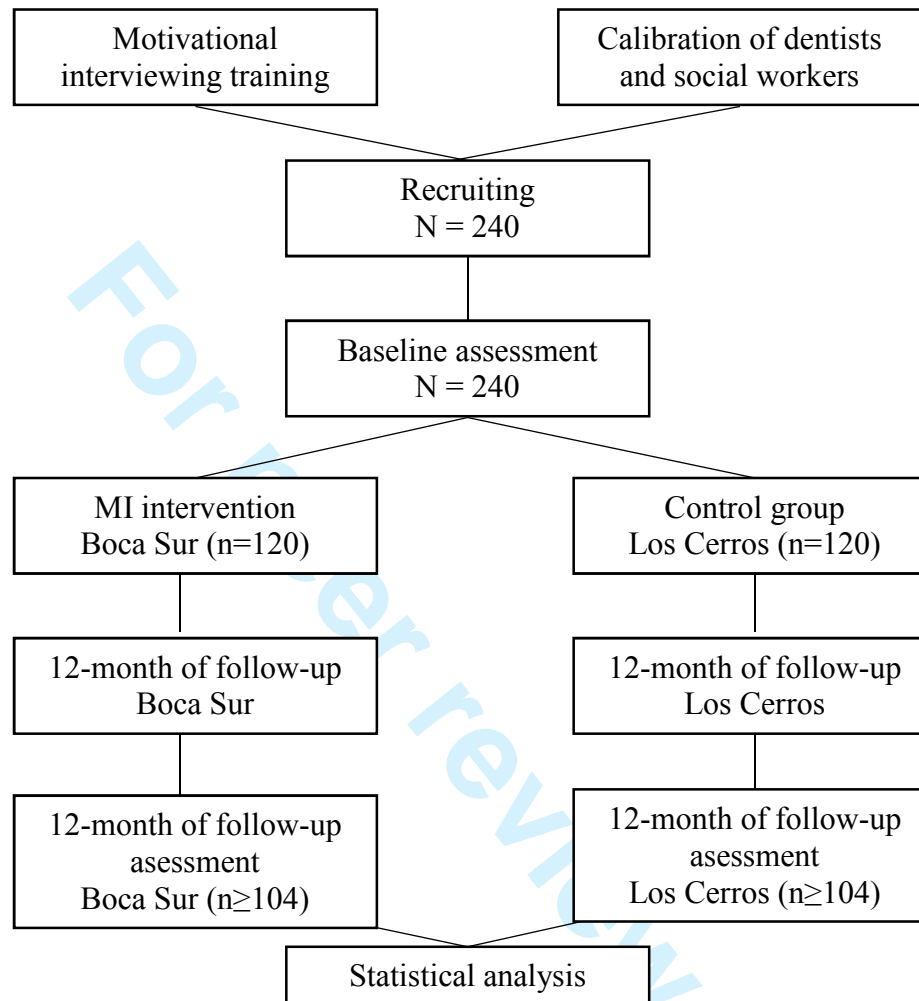 Motivational
interviewing training
Calibration of dentists
and social workers
Recruiting
N = 240
Baseline assessment
N = 240
MI intervention
Boca Sur (n=120)
Control group
Los Cerros (n=120)
12-month of follow-up
Boca Sur
12-month of follow-up
Los Cerros
12-month of follow-up
asessment
Boca Sur (n≥104)
12-month of follow-up
asessment
Los Cerros (n≥104)
Statistical analysis
For peer review